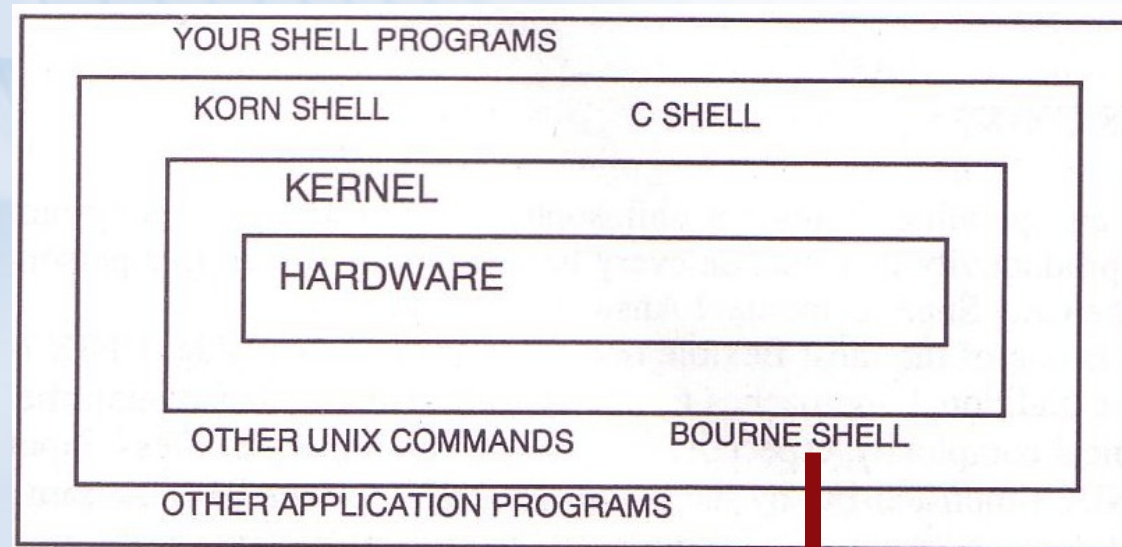 YOUR SHELL PROGRAMS
KORN SHELL C SHELL
KERNEL
HARDWARE
OTHER UNIX COMMANDS BOURNE SHELL
OTHER APPLICATION PROGRAMS